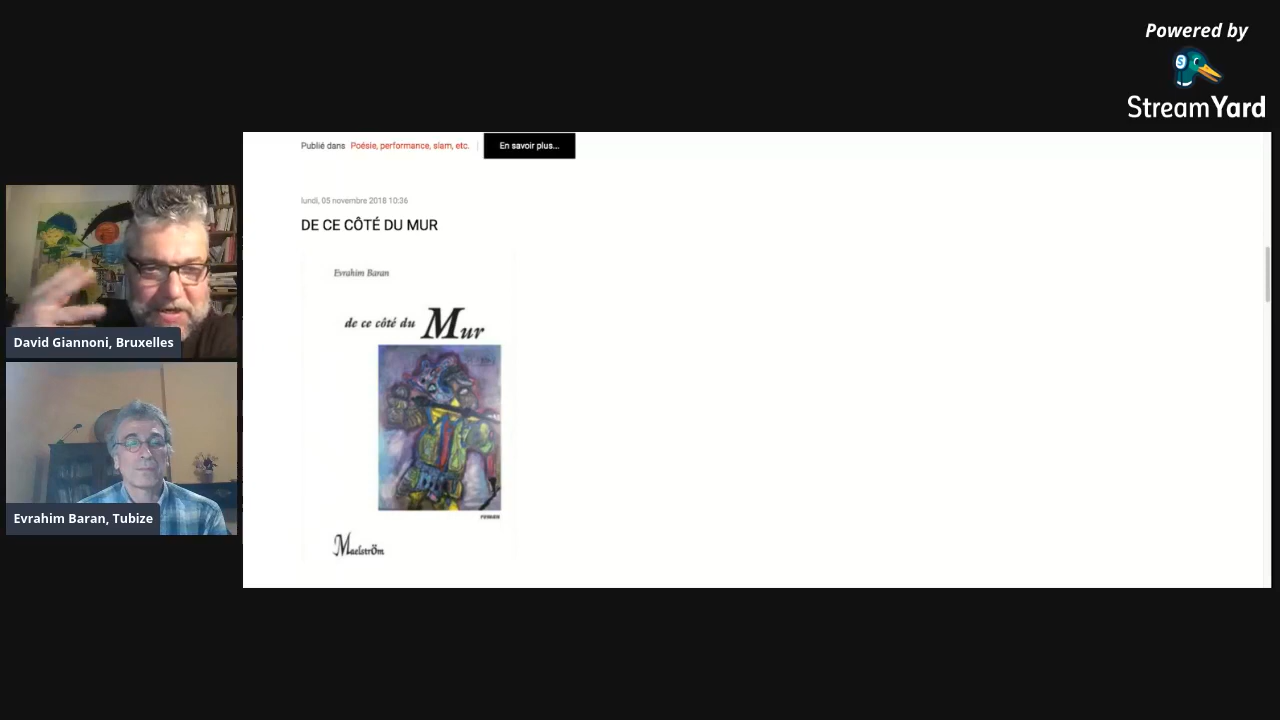 Powered by
StreamYard
Publié dans Poésie, performance, slam, etc. | En savoir plus...
lundi, 05 novembre 2018 10:36
DE CE CÔTÉ DU MUR
Evrahim Baran
de ce côté du Mur
roman
Maelström
David Giannoni, Bruxelles
Evrahim Baran, Tubize